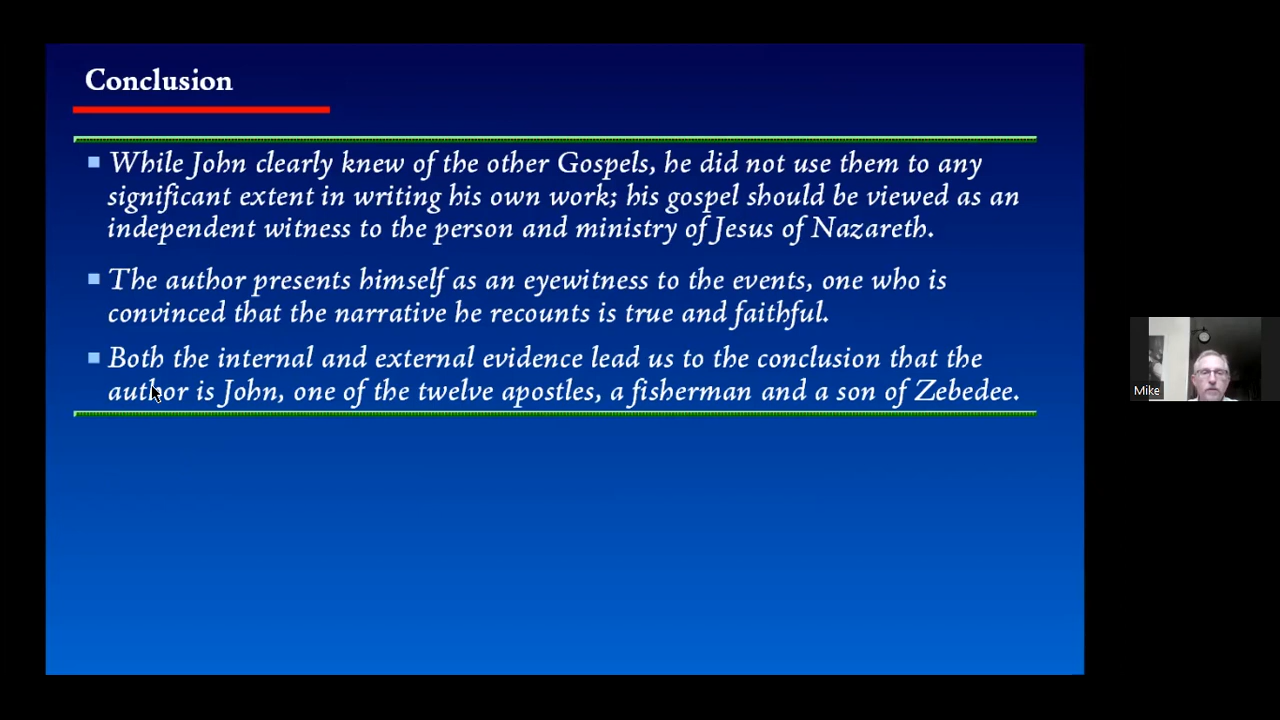 Conclusion
While John clearly knew of the other Gospels, he did not use them to any
significant extent in writing his own work; his gospel should be viewed as an
independent witness to the person and ministry of Jesus of Nazareth.
The author presents himself as an eyewitness to the events, one who is
convinced that the narrative he recounts is true and faithful.
Both the internal and external evidence lead us to the conclusion that the
author is John, one of the twelve apostles, a fisherman and a son of Zebedee.
Mike